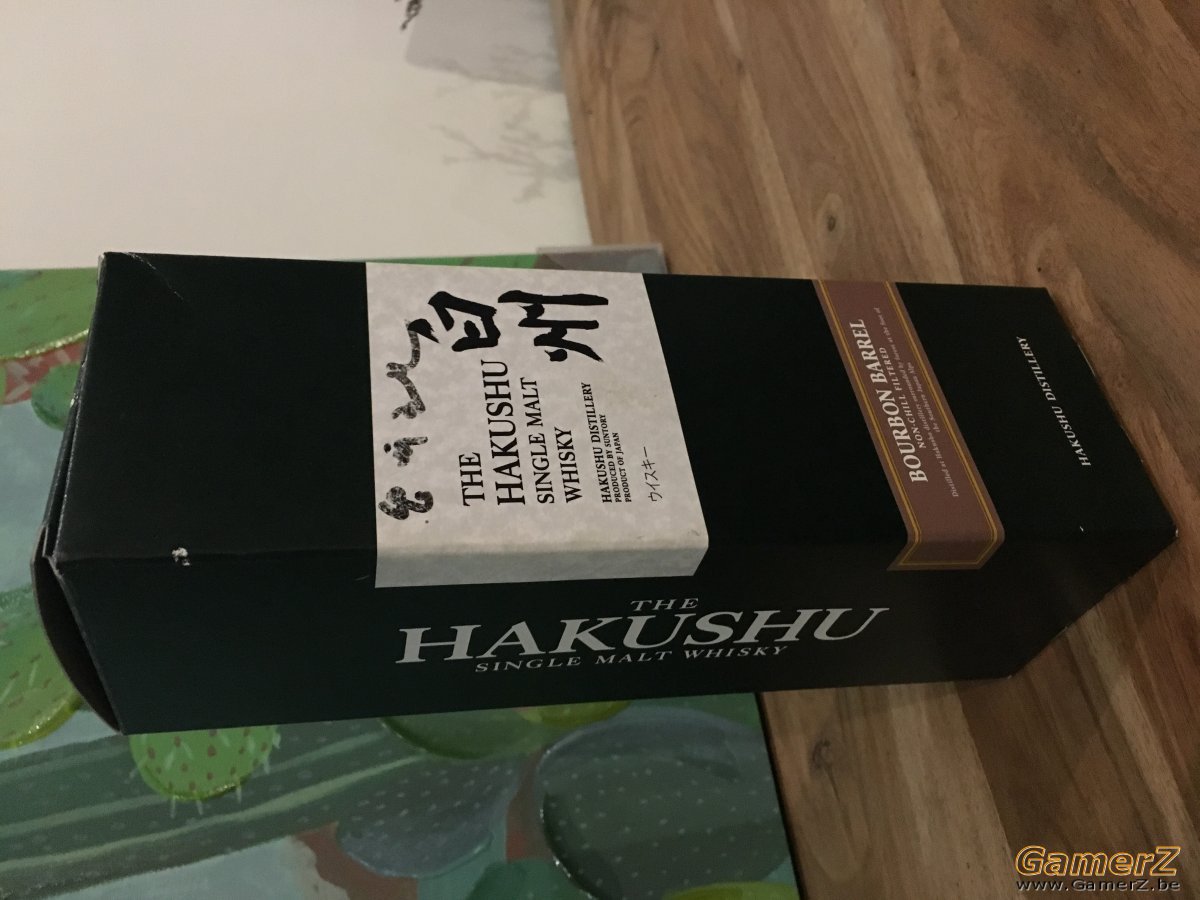 白州
THE
HAKUSHU
SINGLE MALT
WHISKY
HAKUSHU DISTILLERY
PRODUCED BY SUNTORY
PRODUCT OF JAPAN
ウイスキー
BOURBON BARREL
NON-CHILL FILTERED
HAKUSHU DISTILLERY
THE
HAKUSHU
SINGLE MALT WHISKY
GamerZ
www.GamerZ.be